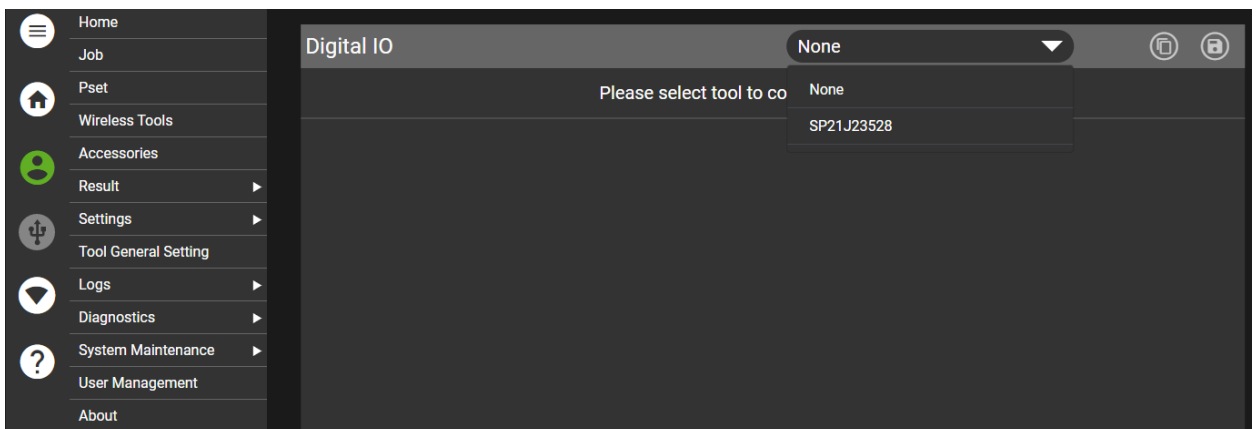 Home
Job
Pset
Wireless Tools
Accessories
Result
Settings
Tool General Setting
Logs
Diagnostics
System Maintenance
User Management
About
Digital IO
None
Please select tool to co
None
SP21J23528